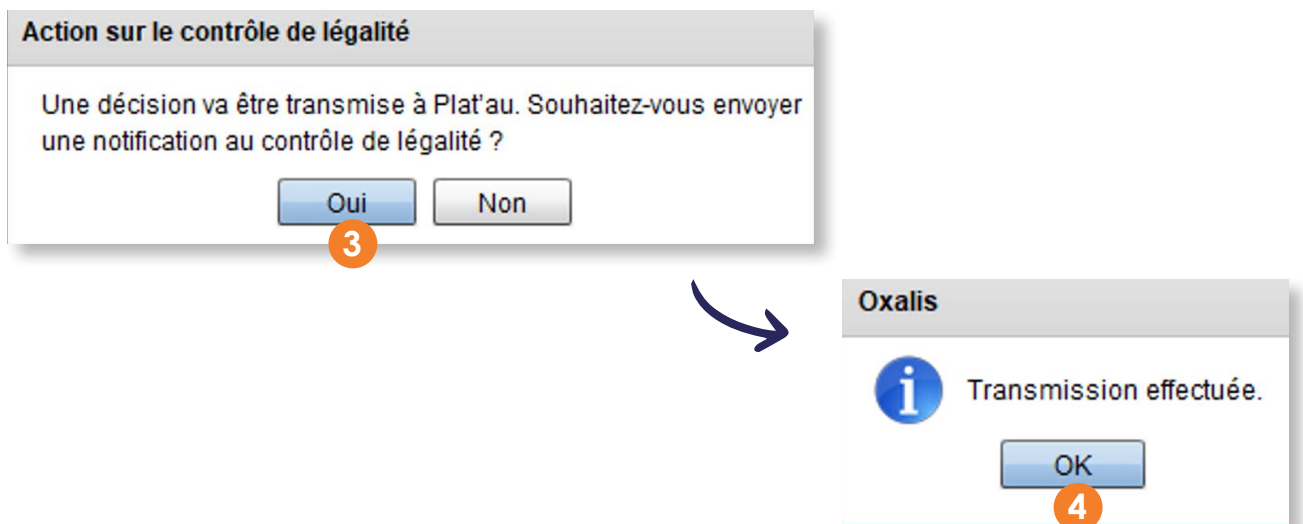 Action sur le contrôle de légalité
Une décision va être transmise à Plat'au. Souhaitez-vous envoyer
une notification au contrôle de légalité ?
Oui Non
3
Oxalis
i
Transmission effectuée.
OK
4